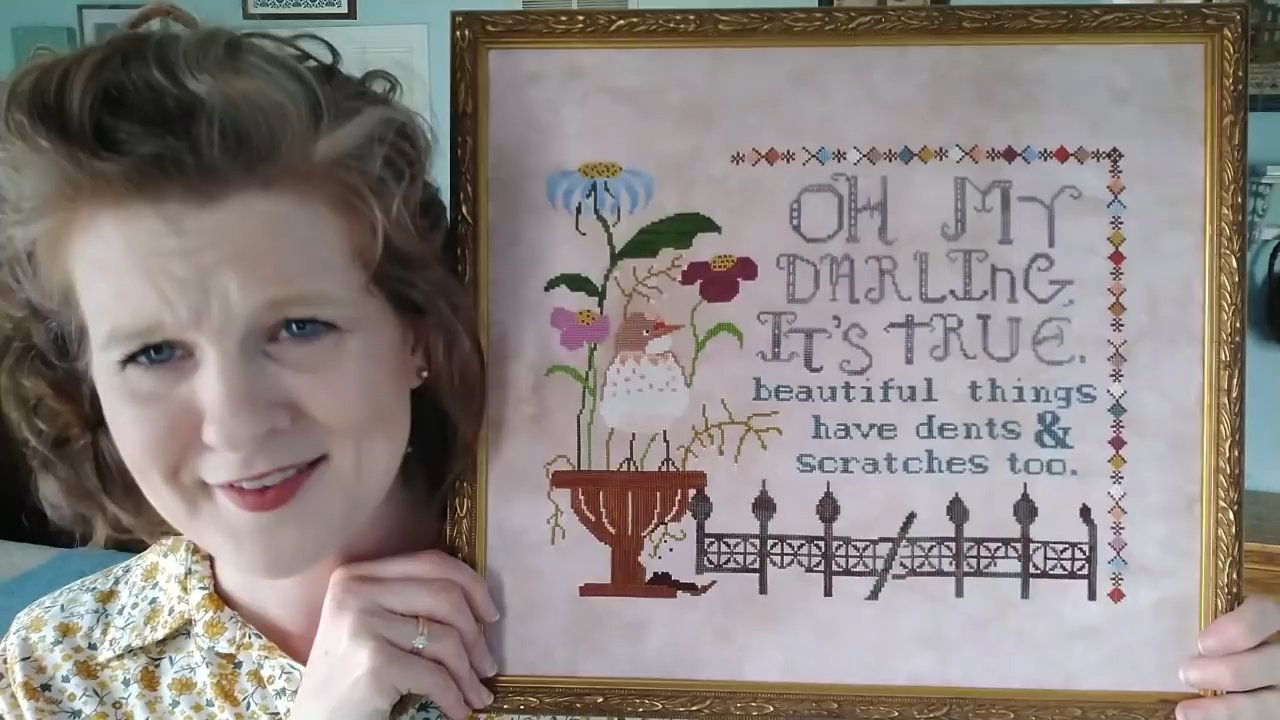 OH MY
DARLInG,
IT'S TRUE.
beautiful things
have dents &
scratches too.